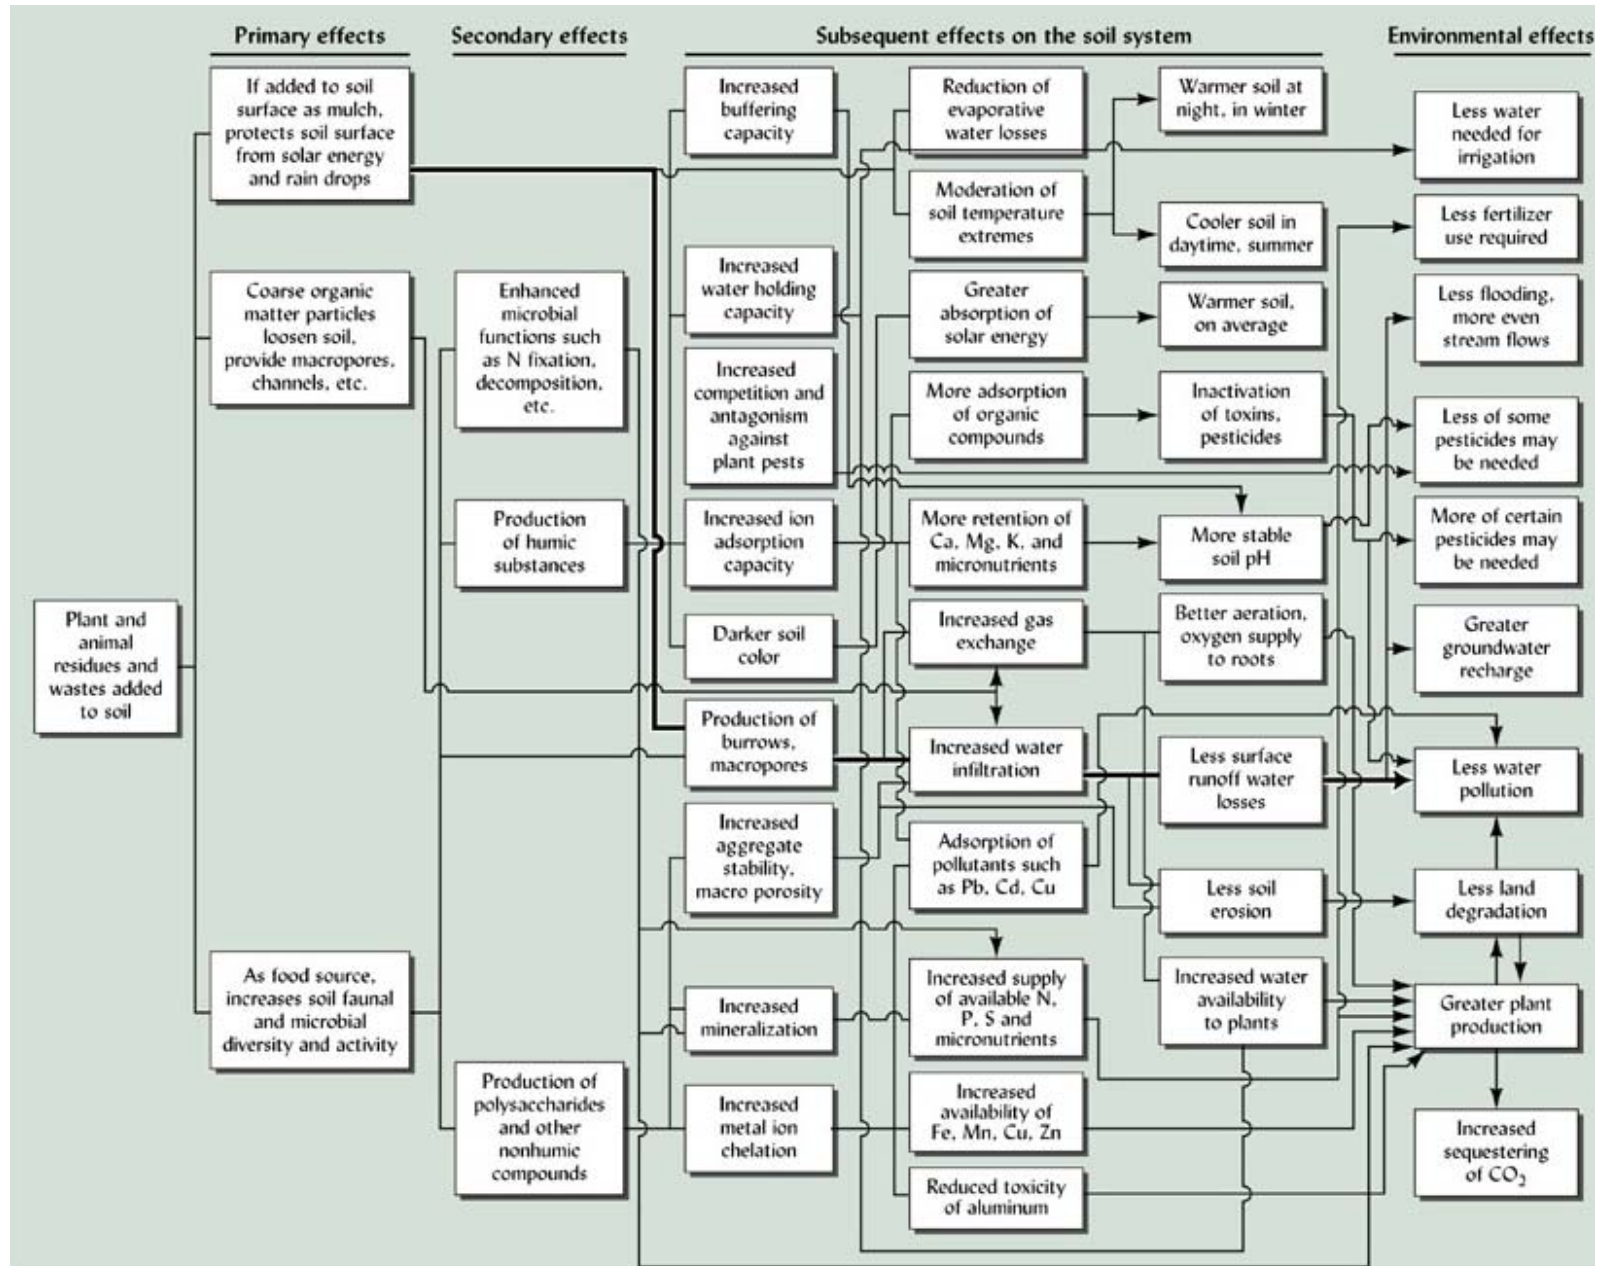 Primary effects
Secondary effects
Subsequent effects on the soil system
Environmental effects
If added to soil
surface as mulch,
protects soil surface
from solar energy
and rain drops
Coarse organic
matter particles
loosen soil,
provide macropores,
channels, etc.
Plant and
animal
residues and
wastes added
to soil
As food source,
increases soil faunal
and microbial
diversity and activity
Enhanced
microbial
functions such
as N fixation,
decomposition,
etc.
Production
of humic
substances
Production of
polysaccharides
and other
nonhumic
compounds
Increased
buffering
capacity
Increased
water holding
capacity
Increased
competition and
antagonism
against
plant pests
Increased ion
adsorption
capacity
Darker soil
color
Production of
burrows,
macropores
Increased
aggregate
stability,
macro porosity
Increased
mineralization
Increased
metal ion
chelation
Reduction of
evaporative
water losses
Moderation of
soil temperature
extremes
Greater
absorption of
solar energy
More adsorption
of organic
compounds
More retention of
Ca, Mg, K, and
micronutrients
Increased gas
exchange
Increased water
infiltration
Adsorption of
pollutants such
as Pb, Cd, Cu
Increased supply
of available N,
P, S and
micronutrients
Increased
availability of
Fe, Mn, Cu, Zn
Reduced toxicity
of aluminum
Warmer soil at
night, in winter
Cooler soil in
daytime, summer
Warmer soil,
on average
Inactivation
of toxins,
pesticides
More stable
soil pH
Better aeration,
oxygen supply
to roots
Less surface
runoff water
losses
Less soil
erosion
Increased water
availability
to plants
Less water
needed for
irrigation
Less fertilizer
use required
Less flooding,
more even
stream flows
Less of some
pesticides may
be needed
More of certain
pesticides may
be needed
Greater
groundwater
recharge
Less water
pollution
Less land
degradation
Greater plant
production
Increased
sequestering
of CO₂